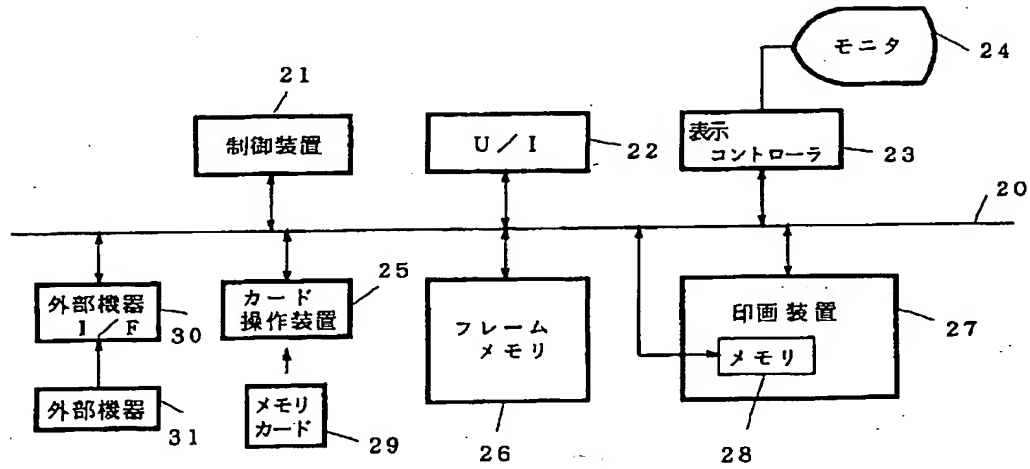 モニタ
24
21
制御装置
U/I
22
表示
コントローラ
23
20
外部機器
I/F
30
カード
操作装置
25
フレーム
メモリ
26
印画装置
27
メモリ
28
外部機器
31
メモリ
カード
29